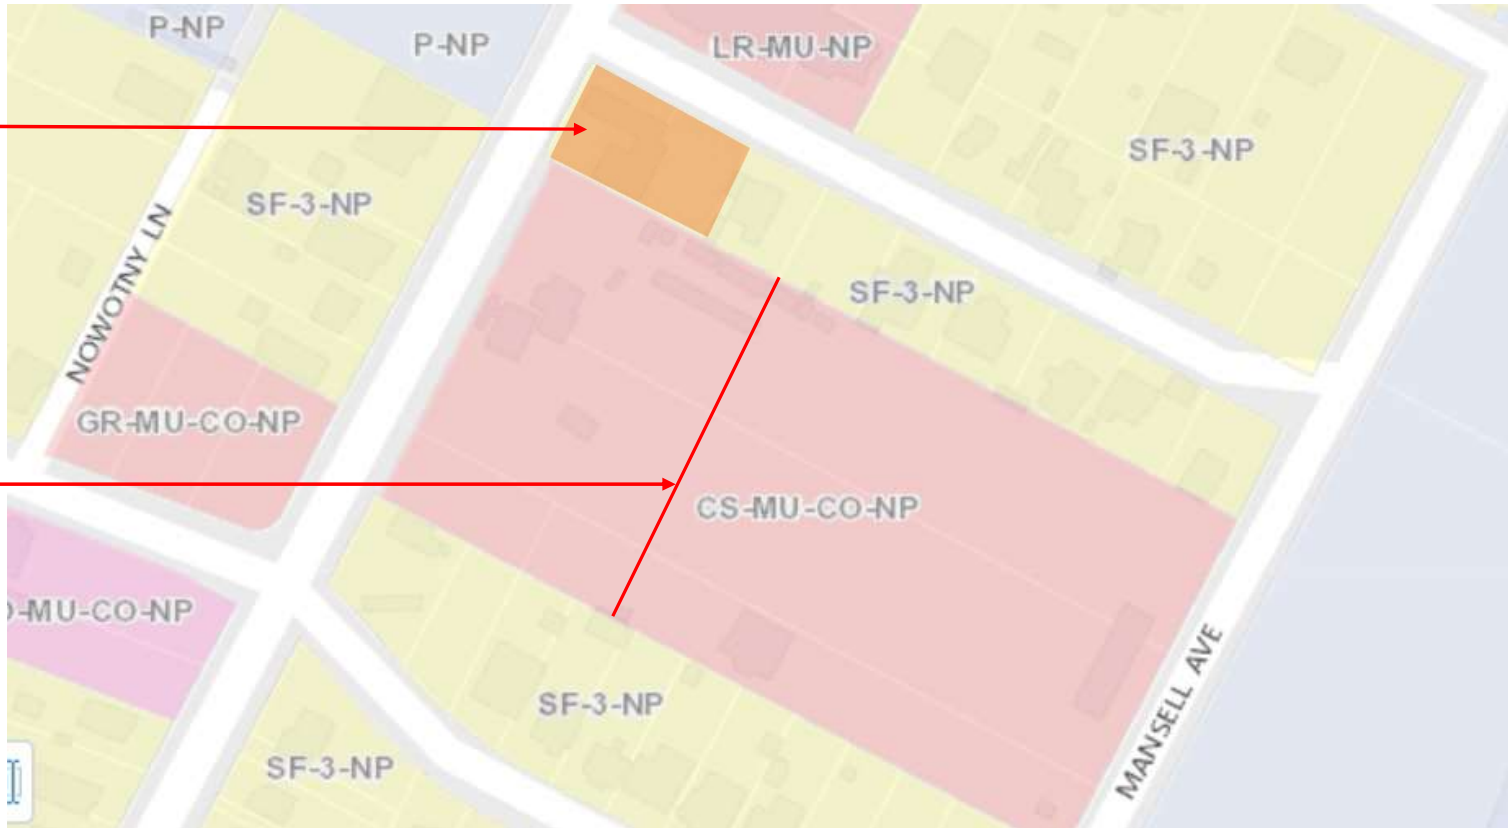 P-NP
P-NP
LR-MU-NP
SF-3-NP
SF-3-NP
NOWOTNY LN
SF-3-NP
GR-MU-CO-NP
CS-MU-CO-NP
-MU-CO-NP
SF-3-NP
MANSELL AVE
SF-3-NP